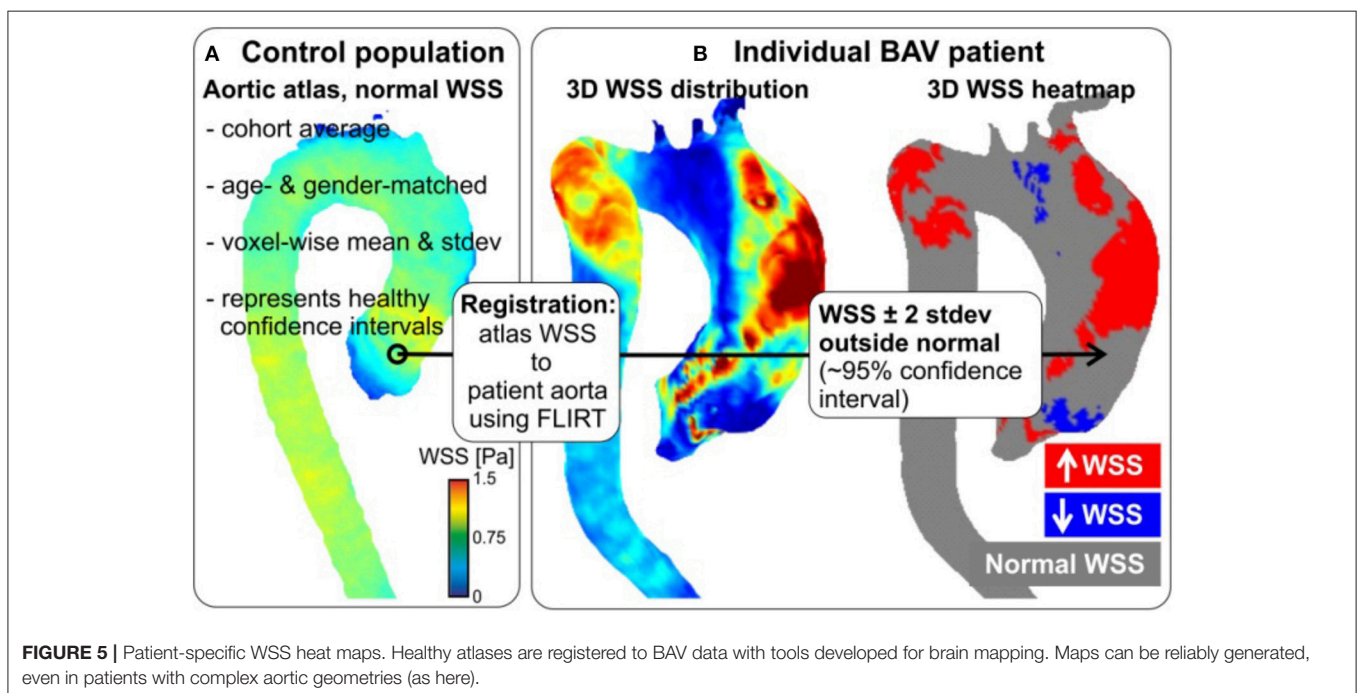 A Control population
Aortic atlas, normal WSS
- cohort average
- age- & gender-matched
- voxel-wise mean & stdev
- represents healthy
confidence intervals
WSS [Pa]
1.5
0.75
0
Registration:
atlas WSS
to
patient aorta
using FLIRT
B Individual BAV patient
3D WSS distribution
3D WSS heatmap
WSS ± 2 stdev
outside normal
(~95% confidence
interval)
↑ WSS
↓ WSS
Normal WSS
FIGURE 5 | Patient-specific WSS heat maps. Healthy atlases are registered to BAV data with tools developed for brain mapping. Maps can be reliably generated,
even in patients with complex aortic geometries (as here).